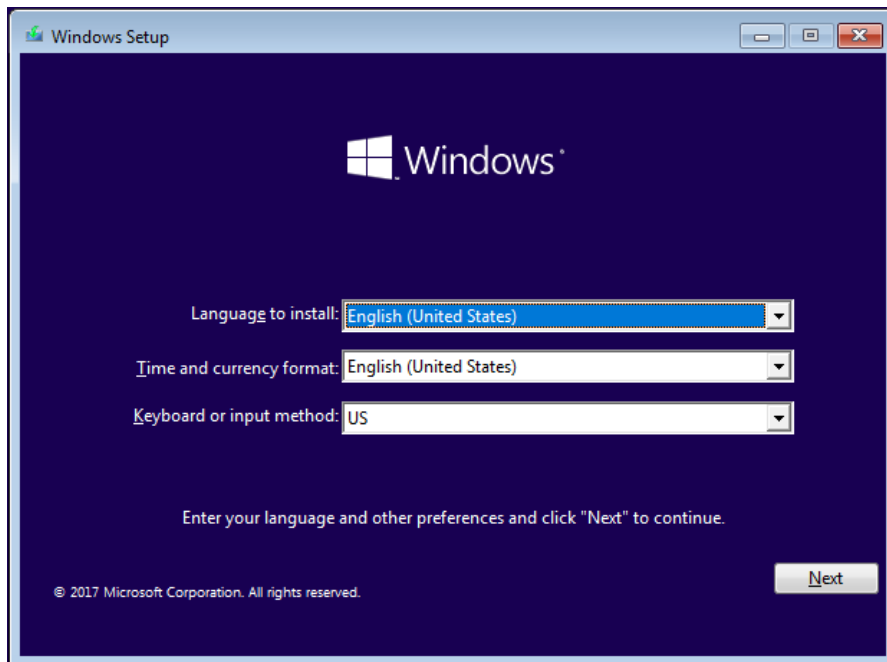 Windows Setup
Windows
Language to install: English (United States)
Time and currency format: English (United States)
Keyboard or input method: US
Enter your language and other preferences and click "Next" to continue.
Next
© 2017 Microsoft Corporation. All rights reserved.